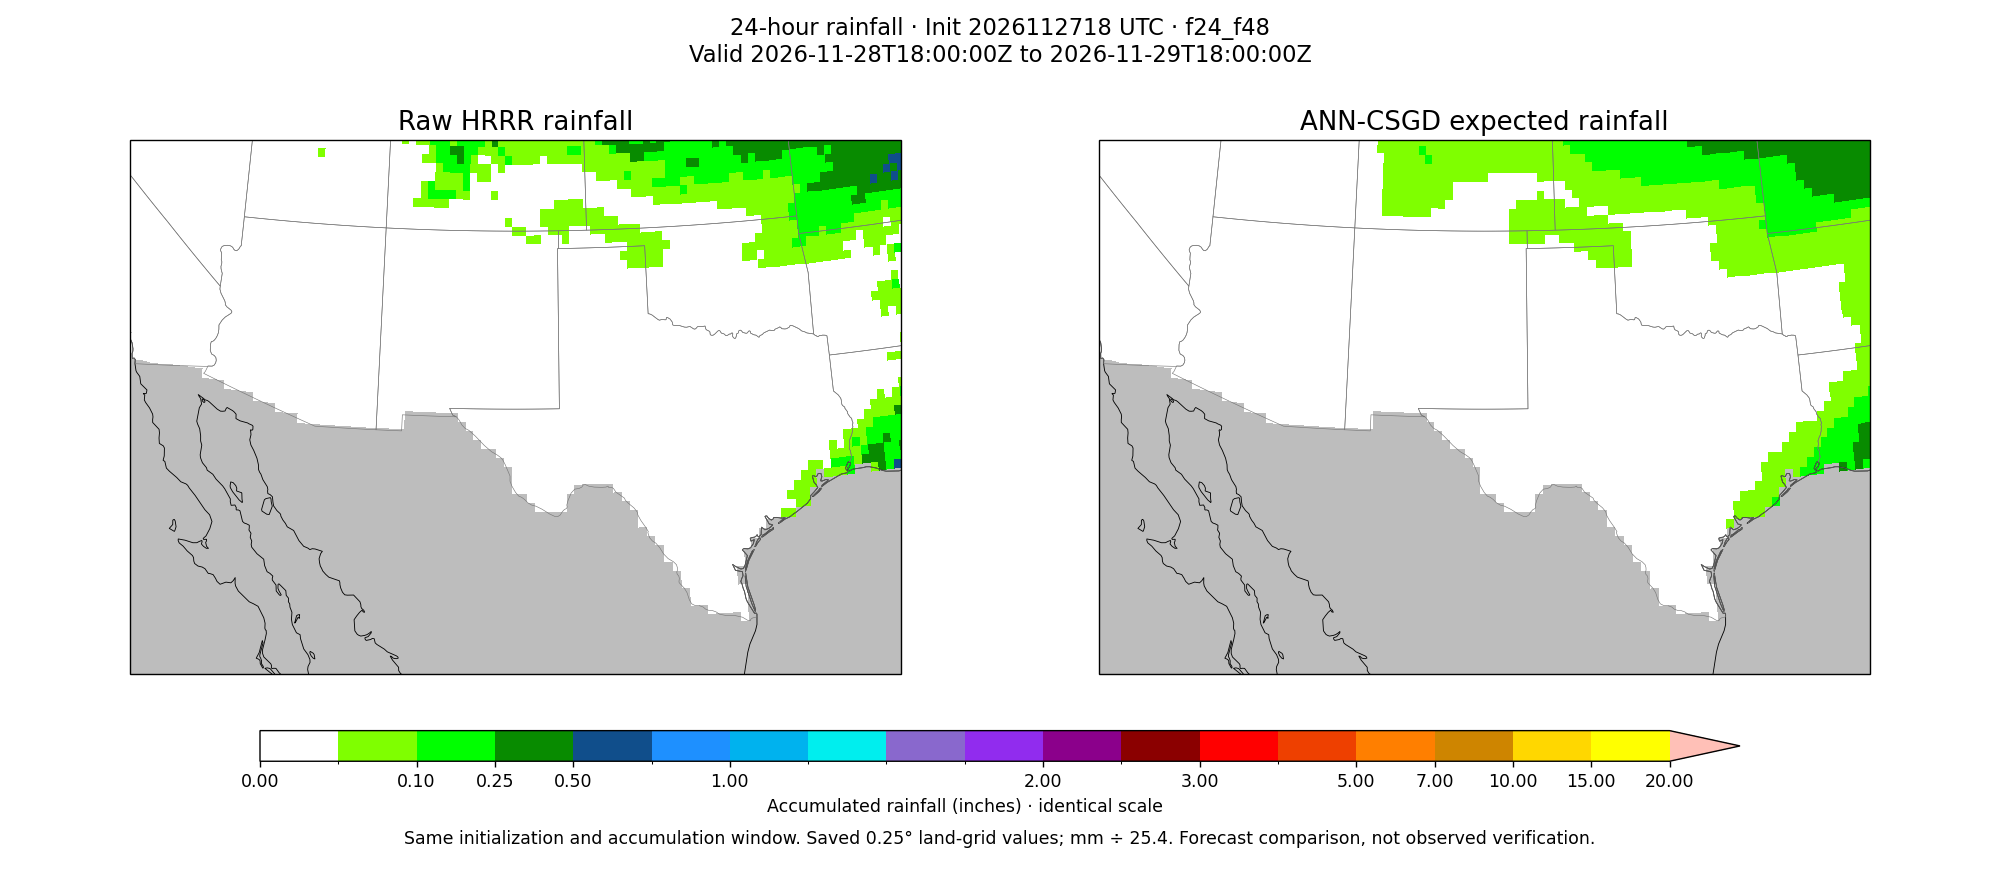 24-hour rainfall · Init 2026112718 UTC · f24_f48
Valid 2026-11-28T18:00:00Z to 2026-11-29T18:00:00Z
Raw HRRR rainfall
ANN-CSGD expected rainfall
0.00 0.10 0.25 0.50 1.00 2.00 3.00 5.00 7.00 10.00 15.00 20.00
Accumulated rainfall (inches) · identical scale
Same initialization and accumulation window. Saved 0.25° land-grid values; mm ÷ 25.4. Forecast comparison, not observed verification.